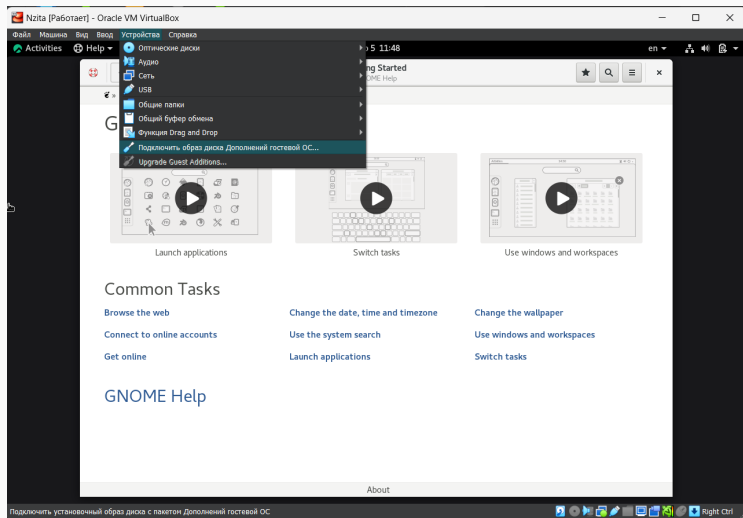 Nzita [Работает] - Oracle VM VirtualBox
Файл Машина Вид Ввод Устройства Справка
Activities Help 5 11:48 en
Оптические диски
Аудио
Сеть
USB
Общие папки
Общий буфер обмена
Функция Drag and Drop
Подключить образ диска Дополнений гостевой ОС...
Upgrade Guest Additions...
ng Started
OME Help
G
Launch applications Switch tasks Use windows and workspaces
Common Tasks
Browse the web Change the date, time and timezone Change the wallpaper
Connect to online accounts Use the system search Use windows and workspaces
Get online Launch applications Switch tasks
GNOME Help
About
Подключить установочный образ диска с пакетом Дополнений гостевой ОС Right Ctrl